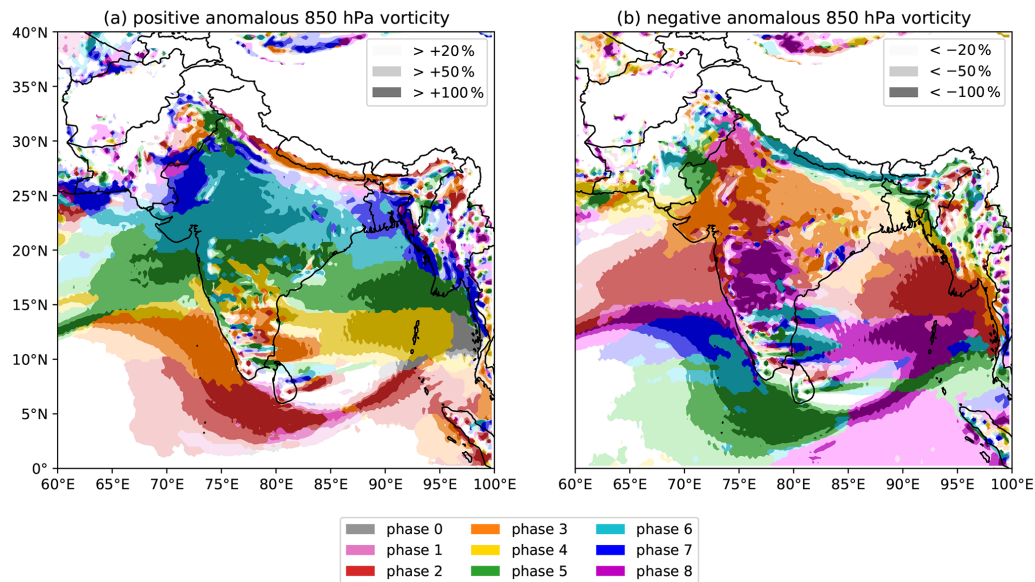 (a) positive anomalous 850 hPa vorticity
(b) negative anomalous 850 hPa vorticity
40°N
35°N
30°N
25°N
20°N
15°N
10°N
5°N
0°
> +20 %
> +50 %
> +100 %
< −20 %
< −50 %
< −100 %
60°E 65°E 70°E 75°E 80°E 85°E 90°E 95°E 100°E
60°E 65°E 70°E 75°E 80°E 85°E 90°E 95°E 100°E
phase 0 phase 3 phase 6
phase 1 phase 4 phase 7
phase 2 phase 5 phase 8